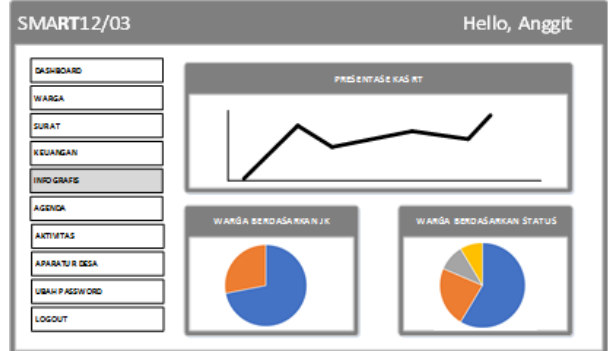 SMART12/03
Hello, Anggit
DASHBOARD
WARGA
SURAT
KEUANGAN
INFOGRAFIS
AGENDA
AKTIVITAS
APARATUR DESA
UBAH PASSWORD
LOGOUT
PRESENTASE KAS RT
WARGA BERDASARKAN JK
WARGA BERDASARKAN STATUS